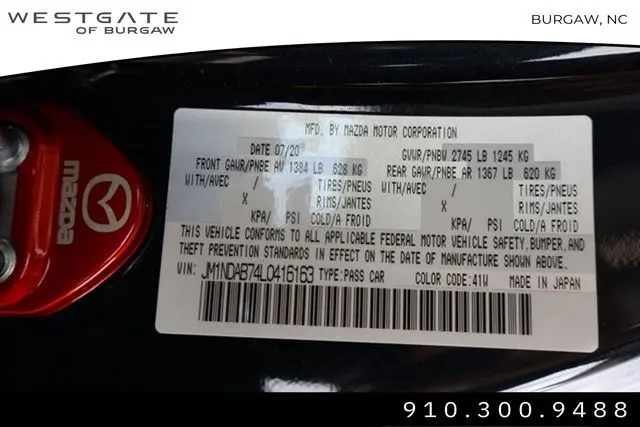 WESTGATE
OF BURGAW
BURGAW, NC
mazda
MFD. BY MAZDA MOTOR CORPORATION
DATE 07/20 GVWR/PNBV 2745 LB 1245 KG
FRONT GAWR/PNBE AV 1384 LB 628 KG REAR GAWR/PNBE AR 1367 LB 620 KG
WITH/AVEC / TIRES/PNEUS WITH/AVEC / TIRES/PNEUS
X RIMS/JANTES X RIMS/JANTES
KPA/ PSI COLD/A FROID KPA/ PSI COLD/A FROID
THIS VEHICLE CONFORMS TO ALL APPLICABLE FEDERAL MOTOR VEHICLE SAFETY, BUMPER, AND
THEFT PREVENTION STANDARDS IN EFFECT ON THE DATE OF MANUFACTURE SHOWN ABOVE.
VIN: JM1NDAB74L0416163 TYPE: PASS CAR COLOR CODE: 41W MADE IN JAPAN
910.300.9488